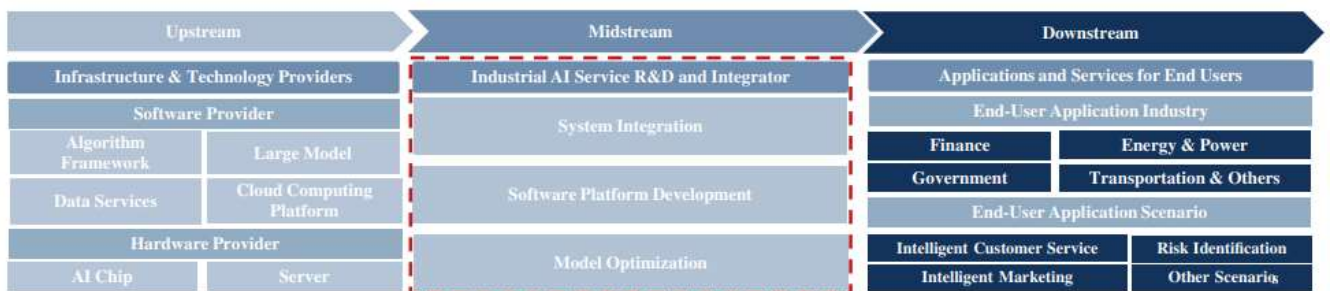 Upstream
Midstream
Downstream
Infrastructure & Technology Providers
Software Provider
Algorithm
Framework
Large Model
Data Services
Cloud Computing
Platform
Hardware Provider
AI Chip
Server
Industrial AI Service R&D and Integrator
System Integration
Software Platform Development
Model Optimization
Applications and Services for End Users
End-User Application Industry
Finance
Energy & Power
Government
Transportation & Others
End-User Application Scenario
Intelligent Customer Service
Risk Identification
Intelligent Marketing
Other Scenarios